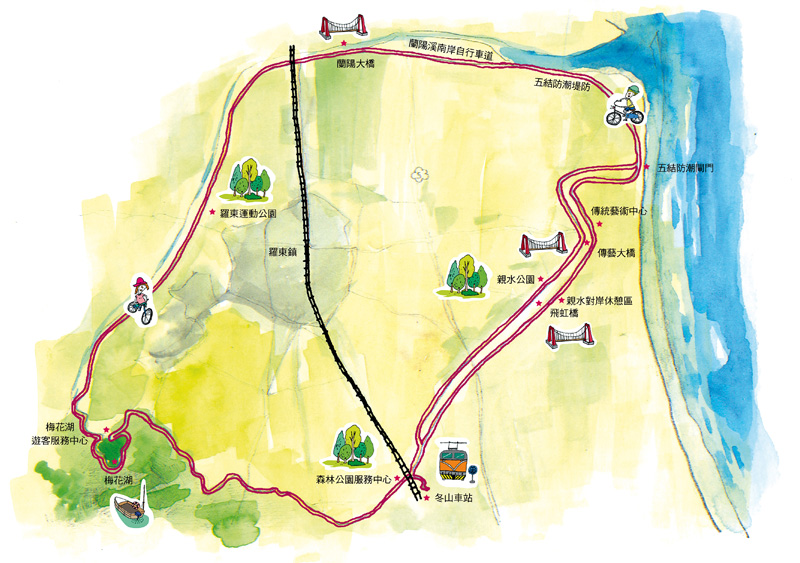 蘭陽溪南岸自行車道
蘭陽大橋
五結防潮堤防
五結防潮閘門
羅東運動公園
傳統藝術中心
羅東鎮
傳藝大橋
親水公園
親水對岸休憩區
飛虹橋
梅花湖
遊客服務中心
梅花湖
森林公園服務中心
冬山車站